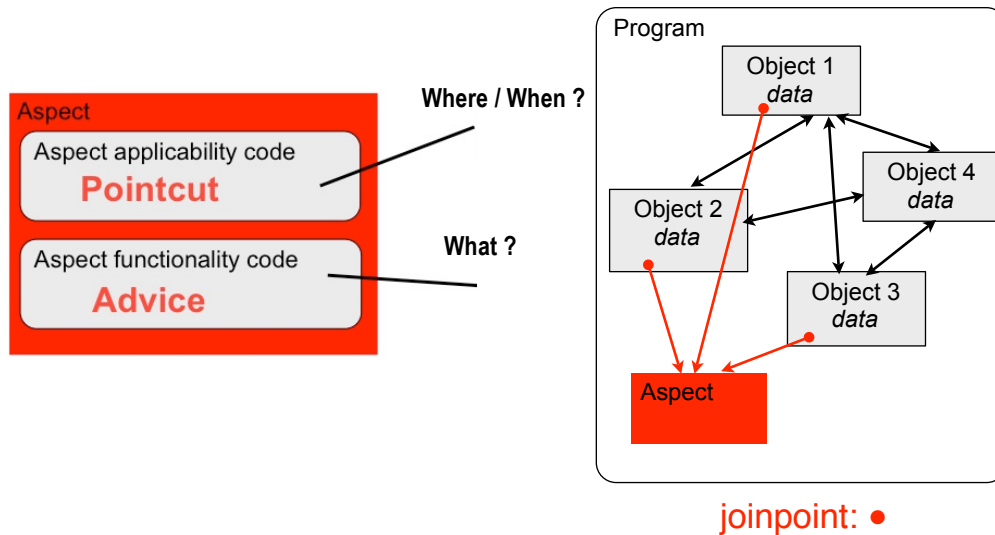 Aspect
Aspect applicability code
Pointcut
Aspect functionality code
Advice
Where / When ?
What ?
Program
Object 1
data
Object 4
data
Object 2
data
Object 3
data
Aspect
joinpoint: ●